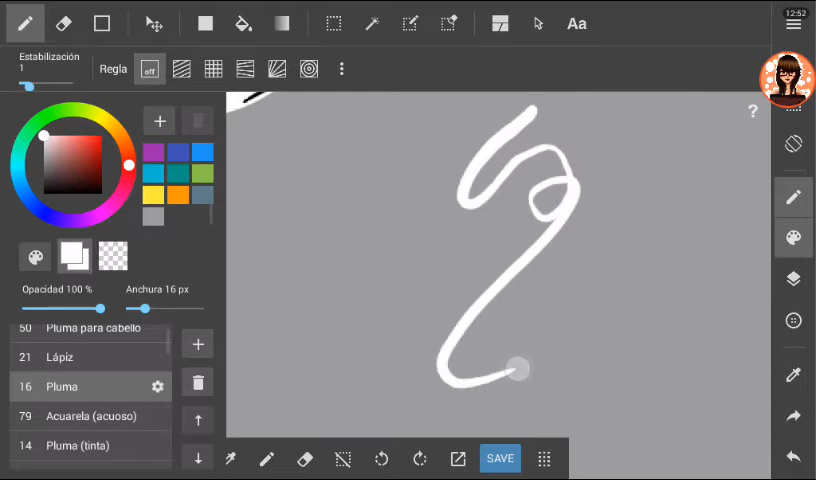 12:52
Aa
Estabilización
1
Regla
off
?
Opacidad 100 %
Anchura 16 px
50 Pluma para cabello
21 Lápiz
16 Pluma
79 Acuarela (acuoso)
14 Pluma (tinta)
SAVE